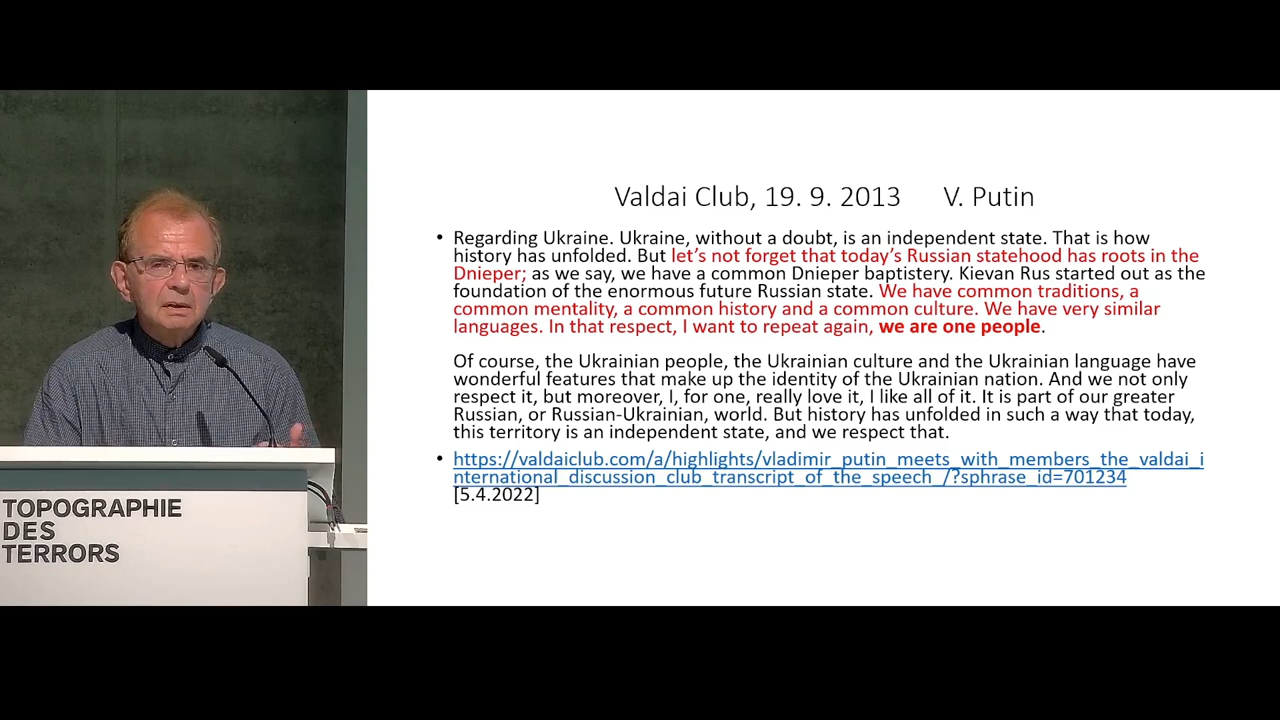 Valdai Club, 19. 9. 2013 V. Putin
• Regarding Ukraine. Ukraine, without a doubt, is an independent state. That is how
history has unfolded. But let's not forget that today's Russian statehood has roots in the
Dnieper; as we say, we have a common Dnieper baptistery. Kievan Rus started out as the
foundation of the enormous future Russian state. We have common traditions, a
common mentality, a common history and a common culture. We have very similar
languages. In that respect, I want to repeat again, we are one people.
Of course, the Ukrainian people, the Ukrainian culture and the Ukrainian language have
wonderful features that make up the identity of the Ukrainian nation. And we not only
respect it, but moreover, I, for one, really love it, I like all of it. It is part of our greater
Russian, or Russian-Ukrainian, world. But history has unfolded in such a way that today,
this territory is an independent state, and we respect that.
• https://valdaiclub.com/a/highlights/vladimir_putin_meets_with_members_the_valdai_i
nternational_discussion_club_transcript_of_the_speech_/?sphrase_id=701234
[5.4.2022]
TOPOGRAPHIE
DES
TERRORS